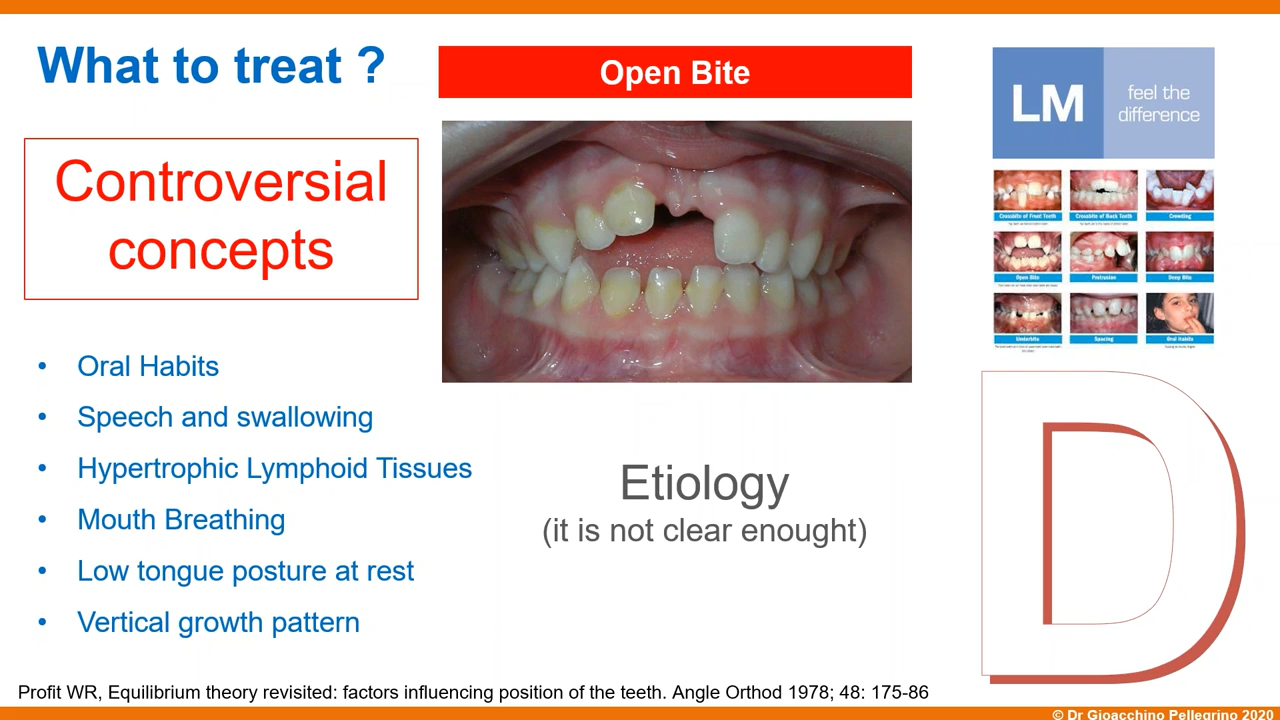 What to treat ?
Open Bite
Controversial
concepts
• Oral Habits
• Speech and swallowing
• Hypertrophic Lymphoid Tissues
• Mouth Breathing
• Low tongue posture at rest
• Vertical growth pattern
Etiology
(it is not clear enought)
LM
feel the
difference
Crossbite of Front Teeth
Crossbite of Back Teeth
Crowding
Open Bite
Protrusion
Deep Bite
Underbite
Spacing
Oral Habits
D
Profit WR, Equilibrium theory revisited: factors influencing position of the teeth. Angle Orthod 1978; 48: 175-86
© Dr Gioacchino Pellegrino 2020